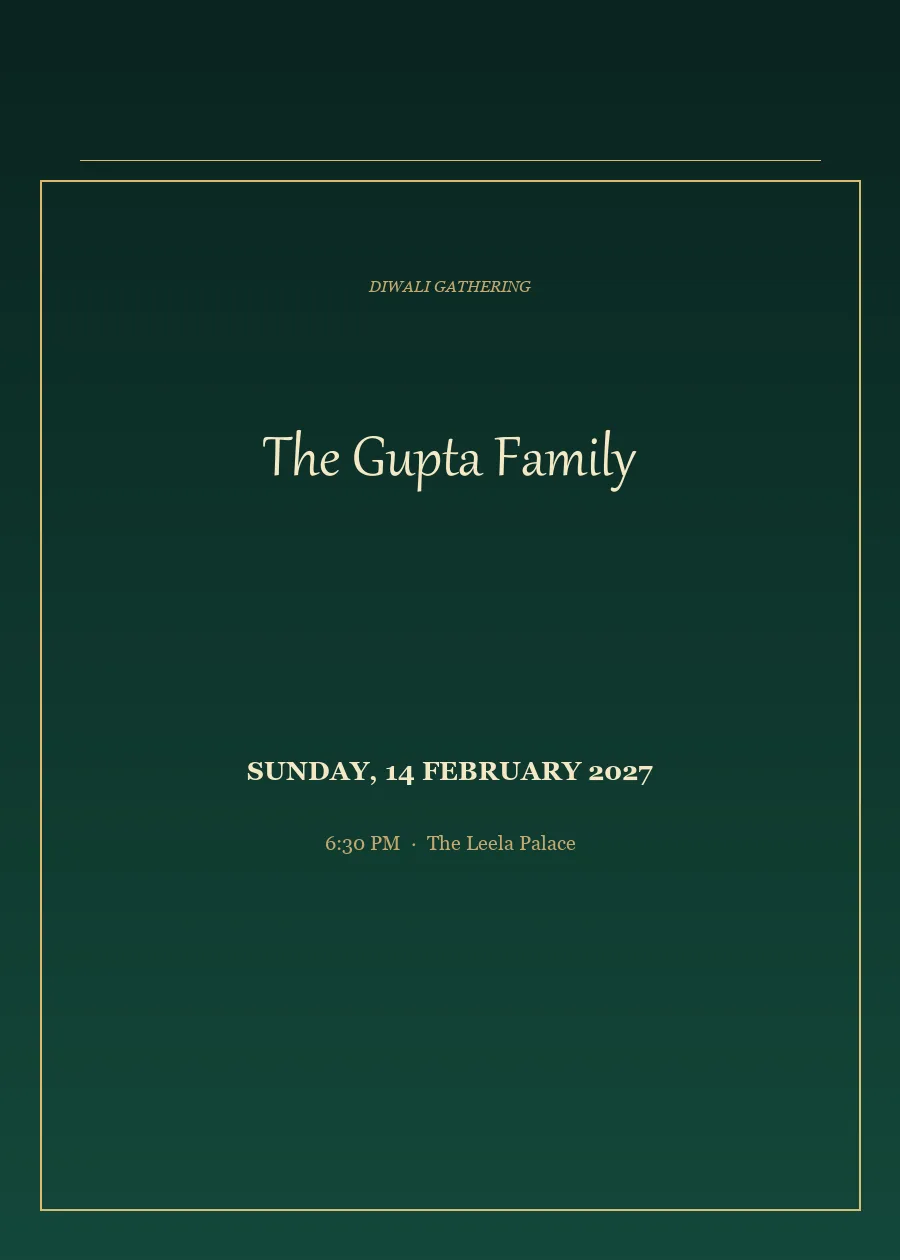 DIWALI GATHERING
The Gupta Family
SUNDAY, 14 FEBRUARY 2027
6:30 PM · The Leela Palace